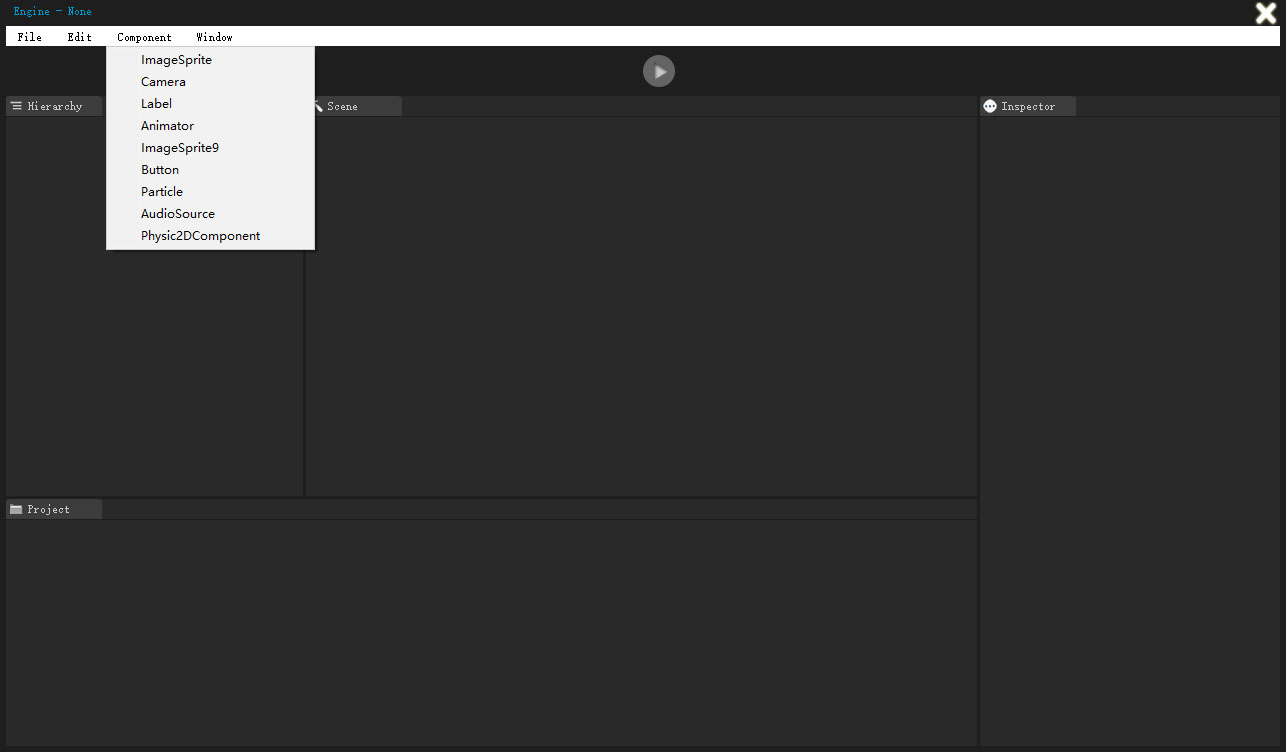 Engine - None
File Edit Component Window
ImageSprite
Camera
Label
Animator
ImageSprite9
Button
Particle
AudioSource
Physic2DComponent
Hierarchy
Scene
Inspector
Project